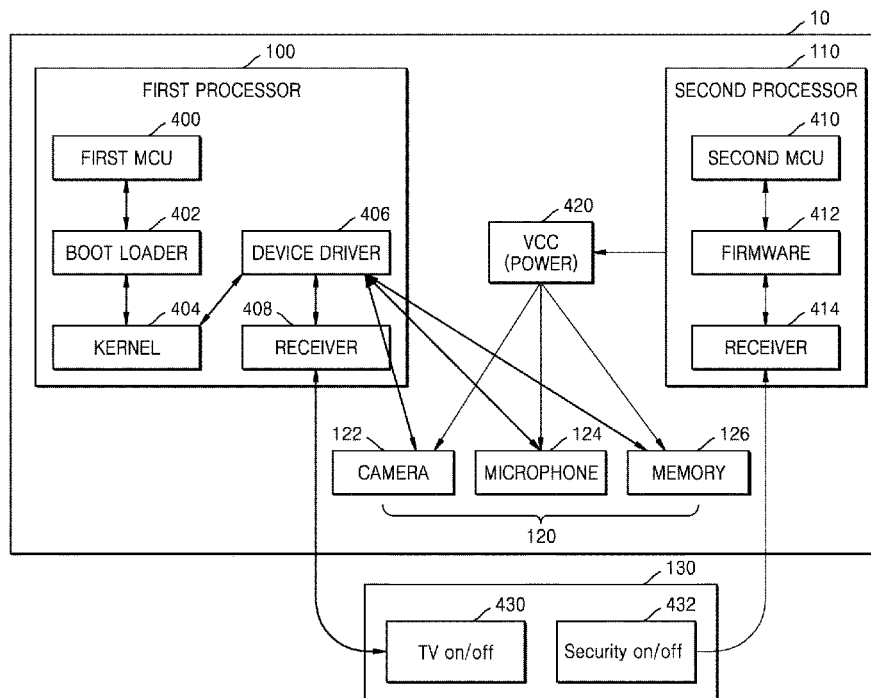 10
100
FIRST PROCESSOR
400
FIRST MCU
402
BOOT LOADER
404
KERNEL
406
DEVICE DRIVER
408
RECEIVER
420
VCC
(POWER)
110
SECOND PROCESSOR
410
SECOND MCU
412
FIRMWARE
414
RECEIVER
122
CAMERA
124
MICROPHONE
126
MEMORY
120
130
430
TV on/off
432
Security on/off